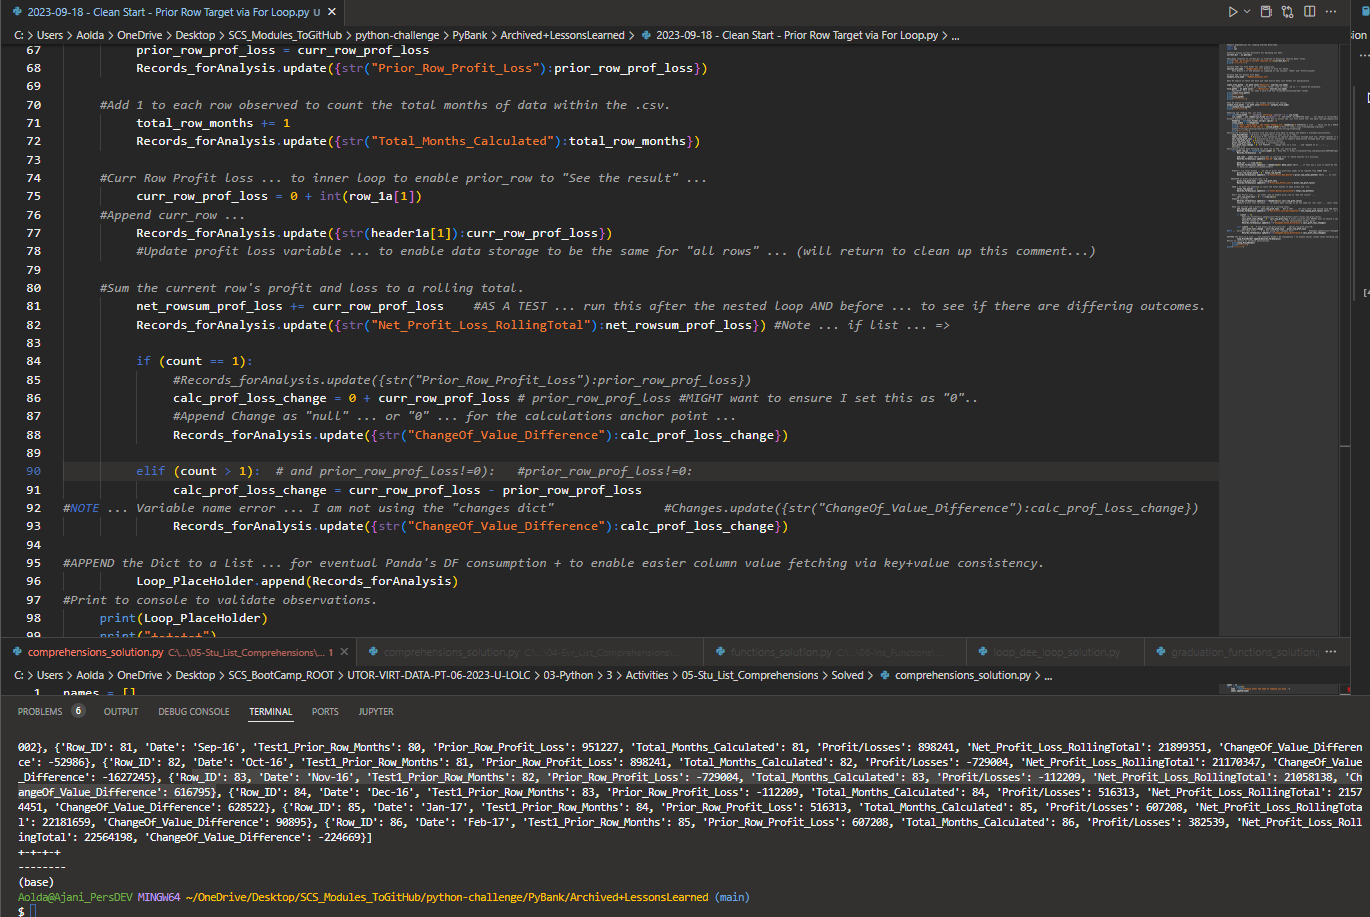 2023-09-18 - Clean Start - Prior Row Target via For Loop.py U ×
C: > Users > Aolda > OneDrive > Desktop > SCS_Modules_ToGitHub > python-challenge > PyBank > Archived+LessonsLearned > 2023-09-18 - Clean Start - Prior Row Target via For Loop.py > ...
67 prior_row_prof_loss = curr_row_prof_loss
68 Records_forAnalysis.update({str("Prior_Row_Profit_Loss"):prior_row_prof_loss})
69
70 #Add 1 to each row observed to count the total months of data within the .csv.
71 total_row_months += 1
72 Records_forAnalysis.update({str("Total_Months_Calculated"):total_row_months})
73
74 #Curr Row Profit loss ... to inner loop to enable prior_row to "See the result" ...
75 curr_row_prof_loss = 0 + int(row_1a[1])
76 #Append curr_row ...
77 Records_forAnalysis.update({str(header1a[1]):curr_row_prof_loss})
78 #Update profit loss variable ... to enable data storage to be the same for "all rows" ... (will return to clean up this comment...)
79
80 #Sum the current row's profit and loss to a rolling total.
81 net_rowsum_prof_loss += curr_row_prof_loss #AS A TEST ... run this after the nested loop AND before ... to see if there are differing outcomes.
82 Records_forAnalysis.update({str("Net_Profit_Loss_RollingTotal"):net_rowsum_prof_loss}) #Note ... if list ... =>
83
84 if (count == 1):
85 #Records_forAnalysis.update({str("Prior_Row_Profit_Loss"):prior_row_prof_loss})
86 calc_prof_loss_change = 0 + curr_row_prof_loss # prior_row_prof_loss #MIGHT want to ensure I set this as "0"..
87 #Append Change as "null" ... or "0" ... for the calculations anchor point ...
88 Records_forAnalysis.update({str("ChangeOf_Value_Difference"):calc_prof_loss_change})
89
90 elif (count > 1): # and prior_row_prof_loss!=0): #prior_row_prof_loss!=0:
91 calc_prof_loss_change = curr_row_prof_loss - prior_row_prof_loss
92 #NOTE ... Variable name error ... I am not using the "changes dict" #Changes.update({str("ChangeOf_Value_Difference"):calc_prof_loss_change})
93 Records_forAnalysis.update({str("ChangeOf_Value_Difference"):calc_prof_loss_change})
94
95 #APPEND the Dict to a List ... for eventual Panda's DF consumption + to enable easier column value fetching via key+value consistency.
96 Loop_PlaceHolder.append(Records_forAnalysis)
97 #Print to console to validate observations.
98 print(Loop_PlaceHolder)
99 print("+-+-+-+")
comprehensions_solution.py C:\...\05-Stu_List_Comprehensions\... 1 × comprehensions_solution.py functions_solution.py loop_dee_loop_solution.py graduation_functions_solution. ...
C: > Users > Aolda > OneDrive > Desktop > SCS_BootCamp_ROOT > UTOR-VIRT-DATA-PT-06-2023-U-LOLC > 03-Python > 3 > Activities > 05-Stu_List_Comprehensions > Solved > comprehensions_solution.py > ...
1 names = []
PROBLEMS 6 OUTPUT DEBUG CONSOLE TERMINAL PORTS JUPYTER
002}, {'Row_ID': 81, 'Date': 'Sep-16', 'Test1_Prior_Row_Months': 80, 'Prior_Row_Profit_Loss': 951227, 'Total_Months_Calculated': 81, 'Profit/Losses': 898241, 'Net_Profit_Loss_RollingTotal': 21899351, 'ChangeOf_Value_Differen
ce': -52986}, {'Row_ID': 82, 'Date': 'Oct-16', 'Test1_Prior_Row_Months': 81, 'Prior_Row_Profit_Loss': 898241, 'Total_Months_Calculated': 82, 'Profit/Losses': -729004, 'Net_Profit_Loss_RollingTotal': 21170347, 'ChangeOf_Value
_Difference': -1627245}, {'Row_ID': 83, 'Date': 'Nov-16', 'Test1_Prior_Row_Months': 82, 'Prior_Row_Profit_Loss': -729004, 'Total_Months_Calculated': 83, 'Profit/Losses': -112209, 'Net_Profit_Loss_RollingTotal': 21058138, 'Ch
angeOf_Value_Difference': 616795}, {'Row_ID': 84, 'Date': 'Dec-16', 'Test1_Prior_Row_Months': 83, 'Prior_Row_Profit_Loss': -112209, 'Total_Months_Calculated': 84, 'Profit/Losses': 516313, 'Net_Profit_Loss_RollingTotal': 2157
4451, 'ChangeOf_Value_Difference': 628522}, {'Row_ID': 85, 'Date': 'Jan-17', 'Test1_Prior_Row_Months': 84, 'Prior_Row_Profit_Loss': 516313, 'Total_Months_Calculated': 85, 'Profit/Losses': 607208, 'Net_Profit_Loss_RollingTota
l': 22181659, 'ChangeOf_Value_Difference': 90895}, {'Row_ID': 86, 'Date': 'Feb-17', 'Test1_Prior_Row_Months': 85, 'Prior_Row_Profit_Loss': 607208, 'Total_Months_Calculated': 86, 'Profit/Losses': 382539, 'Net_Profit_Loss_Roll
ingTotal': 22564198, 'ChangeOf_Value_Difference': -224669}]
+-+-+-+
--------
(base)
Aolda@Ajani_PersDEV MINGW64 ~/OneDrive/Desktop/SCS_Modules_ToGitHub/python-challenge/PyBank/Archived+LessonsLearned (main)
$